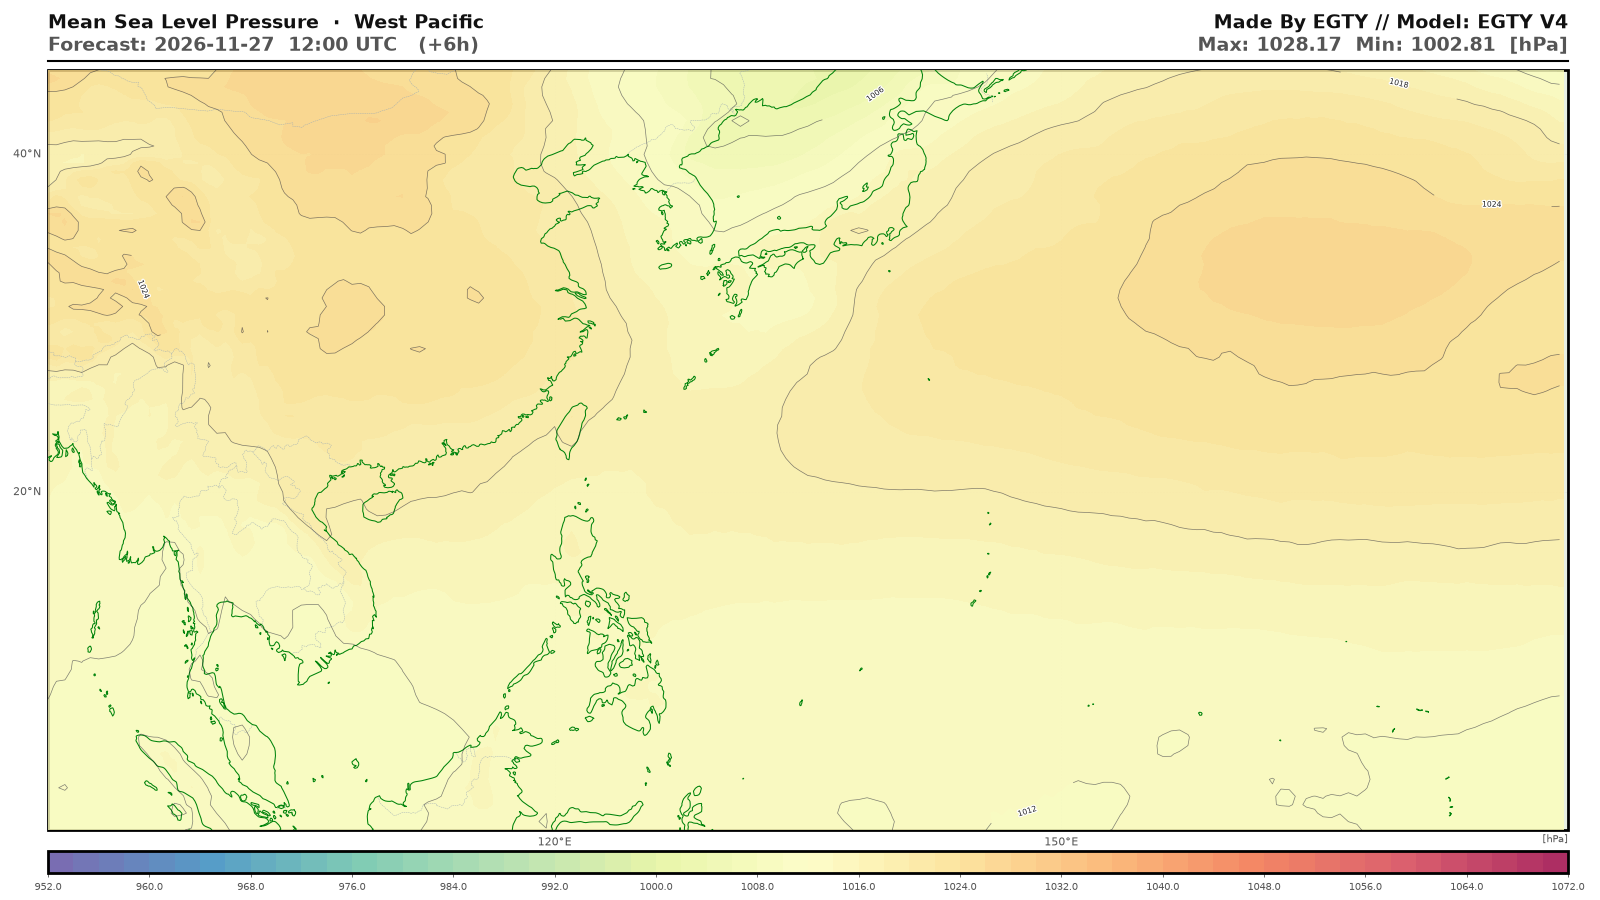 Mean Sea Level Pressure · West Pacific
Made By EGTY // Model: EGTY V4
Forecast: 2026-11-27 12:00 UTC (+6h)
Max: 1028.17 Min: 1002.81 [hPa]
1018
1006
40°N
1024
1024
20°N
1012
120°E
150°E
[hPa]
952.0 960.0 968.0 976.0 984.0 992.0 1000.0 1008.0 1016.0 1024.0 1032.0 1040.0 1048.0 1056.0 1064.0 1072.0